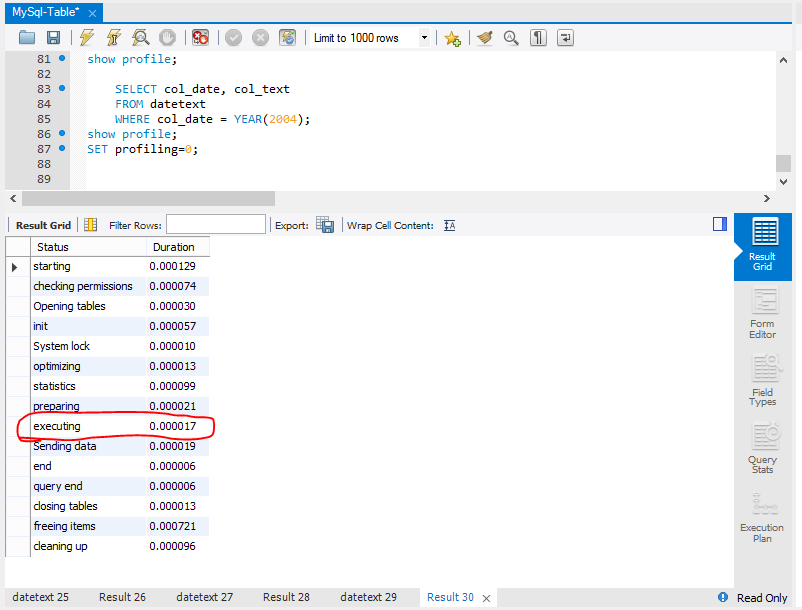 MySql-Table*
Limit to 1000 rows
81 show profile;
82
83 SELECT col_date, col_text
84 FROM datetext
85 WHERE col_date = YEAR(2004);
86 show profile;
87 SET profiling=0;
88
89
Result Grid Filter Rows: Export: Wrap Cell Content:
Status Duration
starting 0.000129
checking permissions 0.000074
Opening tables 0.000030
init 0.000057
System lock 0.000010
optimizing 0.000013
statistics 0.000099
preparing 0.000021
executing 0.000017
Sending data 0.000019
end 0.000006
query end 0.000006
closing tables 0.000013
freeing items 0.000721
cleaning up 0.000096
Result
Grid
Form
Editor
Field
Types
Query
Stats
Execution
Plan
datetext 25 Result 26 datetext 27 Result 28 datetext 29 Result 30 Read Only